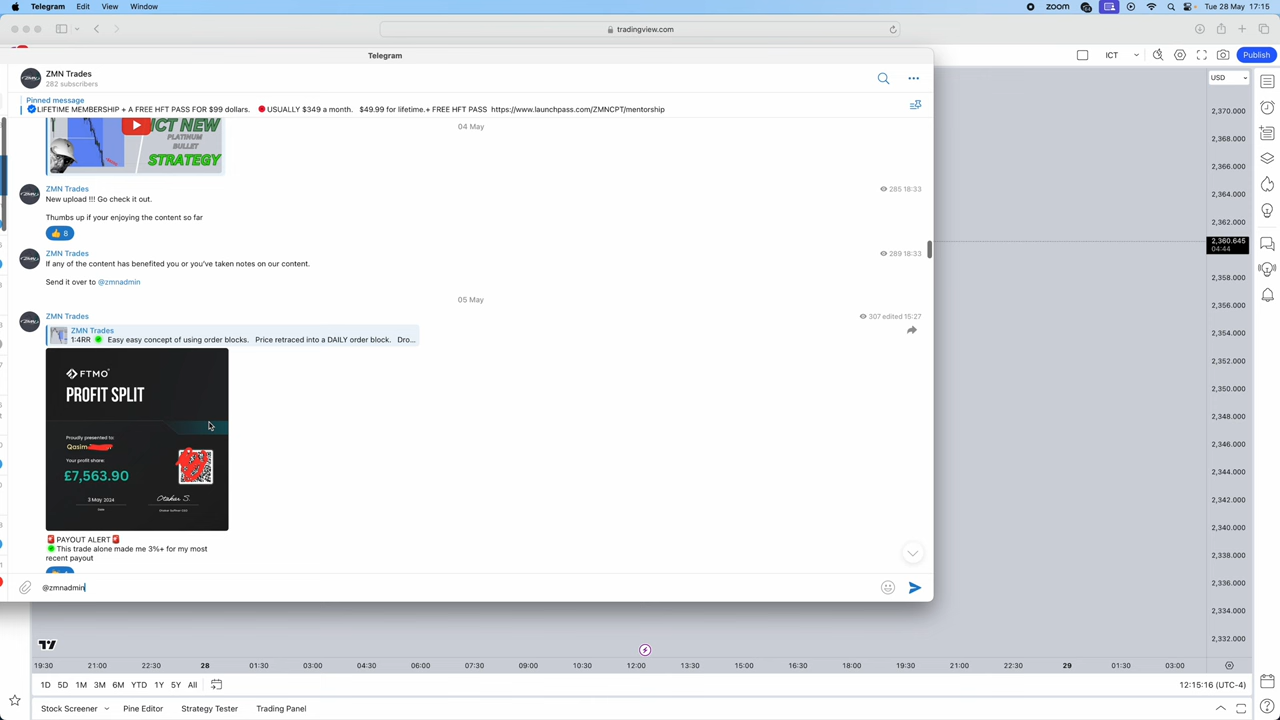 Telegram Edit View Window
zoom Tue 28 May 17:15
tradingview.com
Telegram
ICT
Publish
ZMN Trades
282 subscribers
Pinned message
LIFETIME MEMBERSHIP + A FREE HFT PASS FOR $99 dollars. 🔴USUALLY $349 a month. $49.99 for lifetime.+ FREE HFT PASS https://www.launchpass.com/ZMNCPT/mentorship
USD
04 May
ICT NEW
PLATINUM
BULLET
STRATEGY
ZMN Trades
285 18:33
New upload !!! Go check it out.
Thumbs up if your enjoying the content so far
👍 8
ZMN Trades
289 18:33
If any of the content has benefited you or you've taken notes on our content.
Send it over to @zmnadmin
05 May
ZMN Trades
307 edited 15:27
ZMN Trades
1:4RR Easy easy concept of using order blocks. Price retraced into a DAILY order block. Dro...
FTMO
PROFIT SPLIT
Proudly presented to:
Qasim
Your profit share:
£7,563.90
3 May 2024
Date
🚨PAYOUT ALERT🚨
This trade alone made me 3%+ for my most
recent payout
@zmnadmin
2,370.000
2,368.000
2,366.000
2,364.000
2,362.000
2,360.645
04:44
2,358.000
2,356.000
2,354.000
2,352.000
2,350.000
2,348.000
2,346.000
2,344.000
2,342.000
2,340.000
2,338.000
2,336.000
2,334.000
2,332.000
19:30 21:00 22:30 28 01:30 03:00 04:30 06:00 07:30 09:00 10:30 12:00 13:30 15:00 16:30 18:00 19:30 21:00 22:30 29 01:30 03:00
1D 5D 1M 3M 6M YTD 1Y 5Y All
12:15:16 (UTC-4)
Stock Screener Pine Editor Strategy Tester Trading Panel